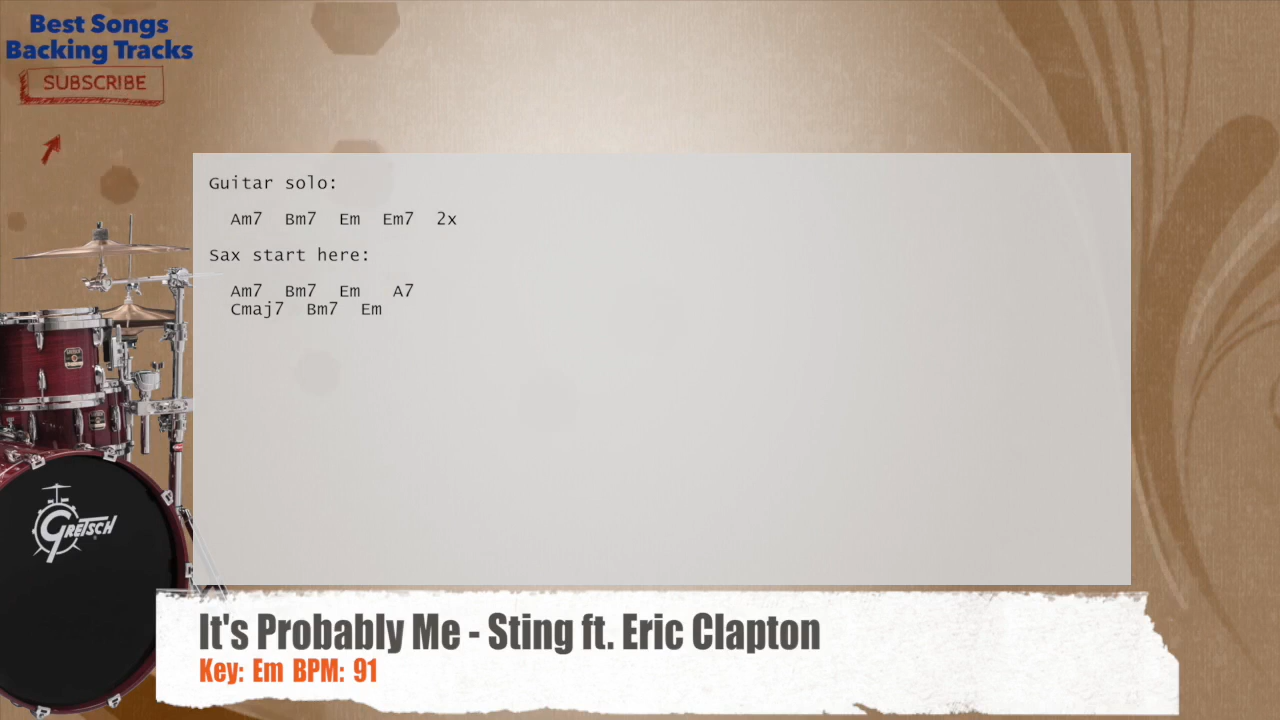 Best Songs
Backing Tracks
SUBSCRIBE
Guitar solo:
Am7 Bm7 Em Em7 2x
Sax start here:
Am7 Bm7 Em A7
Cmaj7 Bm7 Em
GRETSCH
It's Probably Me - Sting ft. Eric Clapton
Key: Em BPM: 91